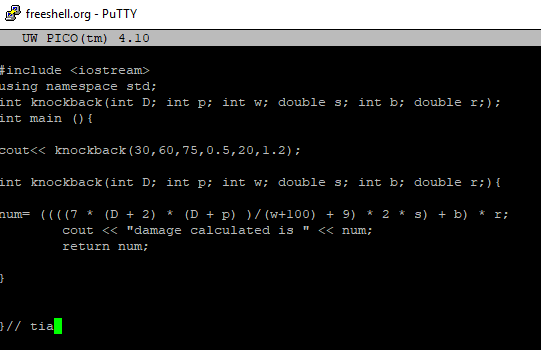 freeshell.org - PuTTY
UW PICO(tm) 4.10
#include <iostream>
using namespace std;
int knockback(int D; int p; int w; double s; int b; double r;);
int main (){
cout<< knockback(30,60,75,0.5,20,1.2);
int knockback(int D; int p; int w; double s; int b; double r;){
num= ((((7 * (D + 2) * (D + p) )/(w+100) + 9) * 2 * s) + b) * r;
cout << "damage calculated is " << num;
return num;
}
}// tia